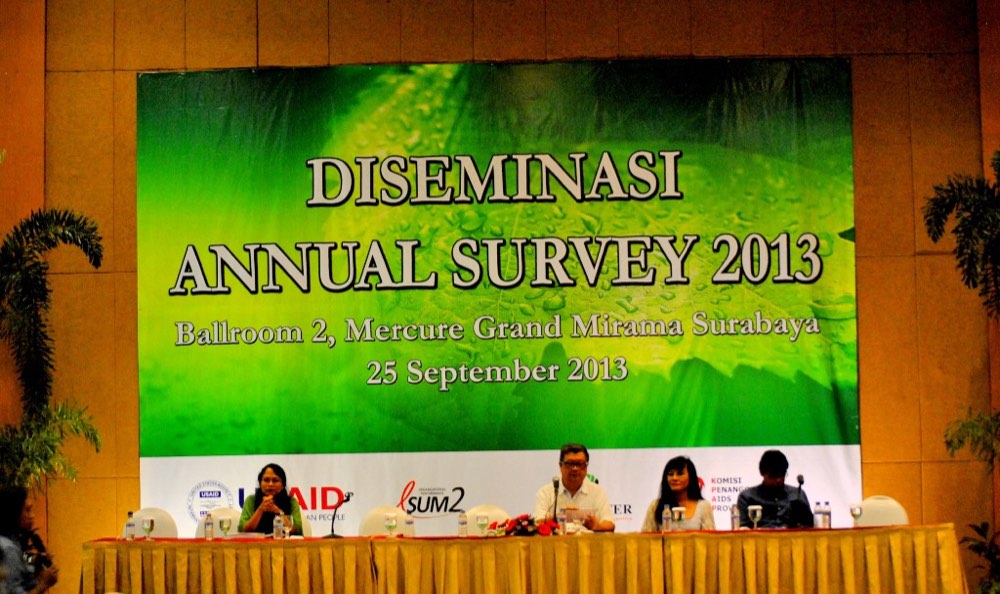 DISEMINASI
ANNUAL SURVEY 2013
Ballroom 2, Mercure Grand Mirama Surabaya
25 September 2013
USAID
SUM2
KOMISI
AIDS